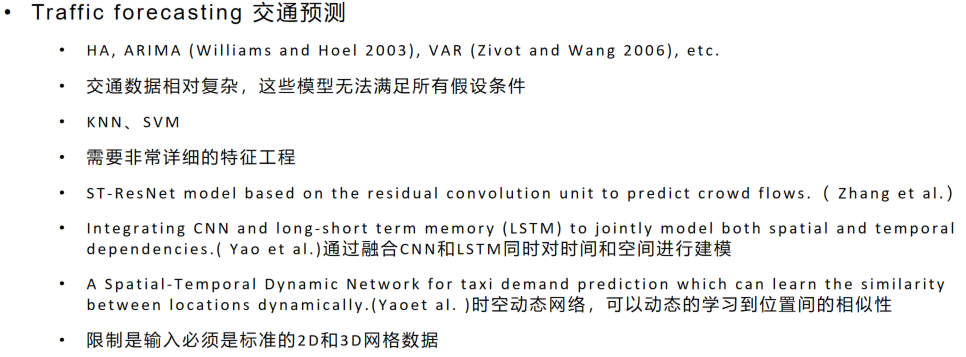 • Traffic forecasting 交通预测
• HA, ARIMA (Williams and Hoel 2003), VAR (Zivot and Wang 2006), etc.
• 交通数据相对复杂，这些模型无法满足所有假设条件
• KNN、SVM
• 需要非常详细的特征工程
• ST-ResNet model based on the residual convolution unit to predict crowd flows.（ Zhang et al.）
• Integrating CNN and long-short term memory (LSTM) to jointly model both spatial and temporal
dependencies.( Yao et al.)通过融合CNN和LSTM同时对时间和空间进行建模
• A Spatial-Temporal Dynamic Network for taxi demand prediction which can learn the similarity
between locations dynamically.(Yaoet al. )时空动态网络，可以动态的学习到位置间的相似性
• 限制是输入必须是标准的2D和3D网格数据